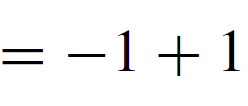 = −1 + 1